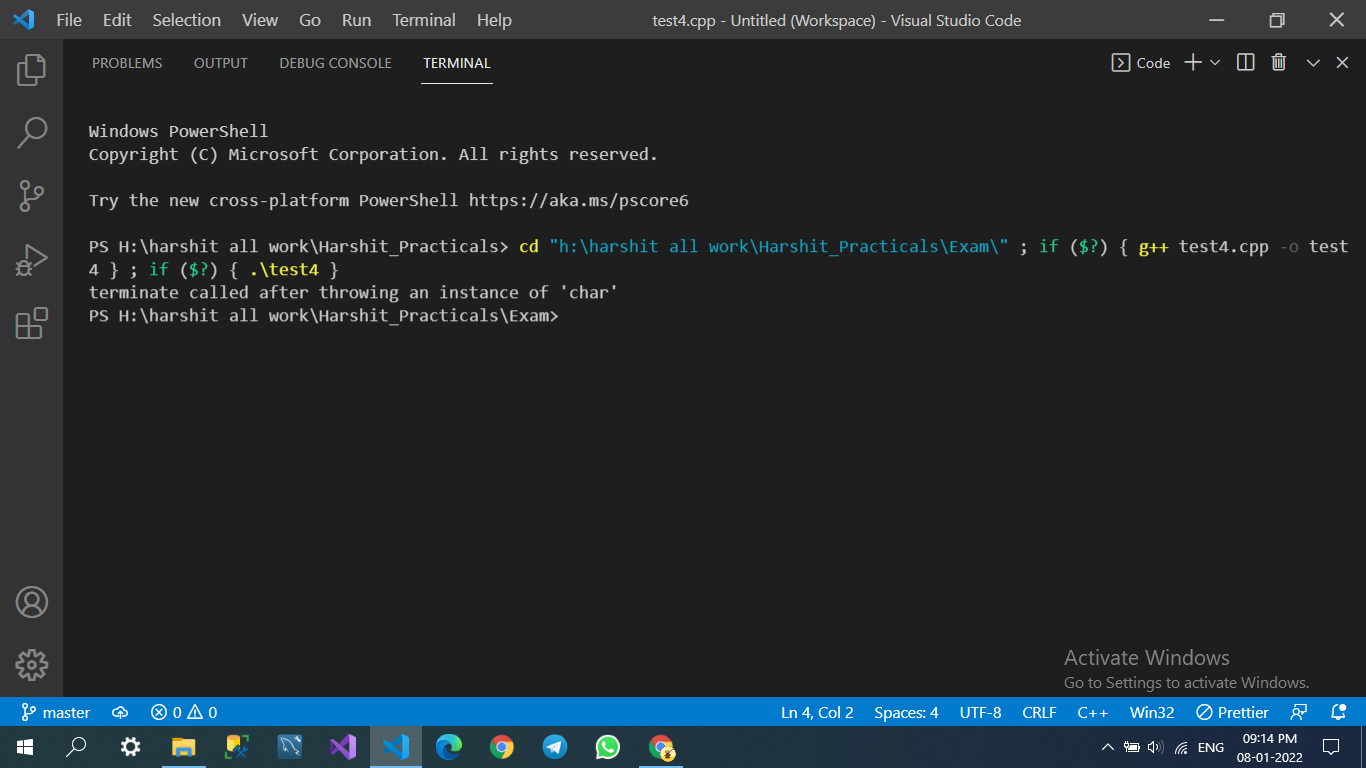 File Edit Selection View Go Run Terminal Help test4.cpp - Untitled (Workspace) - Visual Studio Code
PROBLEMS OUTPUT DEBUG CONSOLE TERMINAL Code
Windows PowerShell
Copyright (C) Microsoft Corporation. All rights reserved.
Try the new cross-platform PowerShell https://aka.ms/pscore6
PS H:\harshit all work\Harshit_Practicals> cd "h:\harshit all work\Harshit_Practicals\Exam\" ; if ($?) { g++ test4.cpp -o test
4 } ; if ($?) { .\test4 }
terminate called after throwing an instance of 'char'
PS H:\harshit all work\Harshit_Practicals\Exam>
Activate Windows
Go to Settings to activate Windows.
master 0 0 Ln 4, Col 2 Spaces: 4 UTF-8 CRLF C++ Win32 Prettier
ENG 09:14 PM
08-01-2022